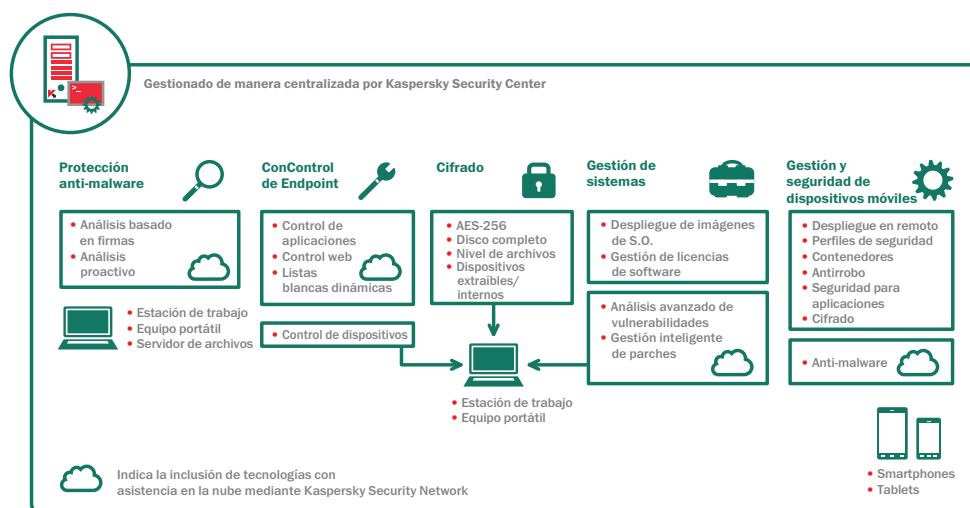 Gestionado de manera centralizada por Kaspersky Security Center
Protección
anti-malware
• Análisis basado
en firmas
• Análisis
proactivo
• Estación de trabajo
• Equipo portátil
• Servidor de archivos
ConControl
de Endpoint
• Control de
aplicaciones
• Control web
• Listas
blancas dinámicas
• Control de dispositivos
Cifrado
• AES-256
• Disco completo
• Nivel de archivos
• Dispositivos
extraíbles/
internos
• Estación de trabajo
• Equipo portátil
Gestión de
sistemas
• Despliegue de imágenes
de S.O.
• Gestión de licencias
de software
• Análisis avanzado de
vulnerabilidades
• Gestión inteligente
de parches
Gestión y
seguridad de
dispositivos móviles
• Despliegue en remoto
• Perfiles de seguridad
• Contenedores
• Antirrobo
• Seguridad para
aplicaciones
• Cifrado
• Anti-malware
• Smartphones
• Tablets
Indica la inclusión de tecnologías con
asistencia en la nube mediante Kaspersky Security Network